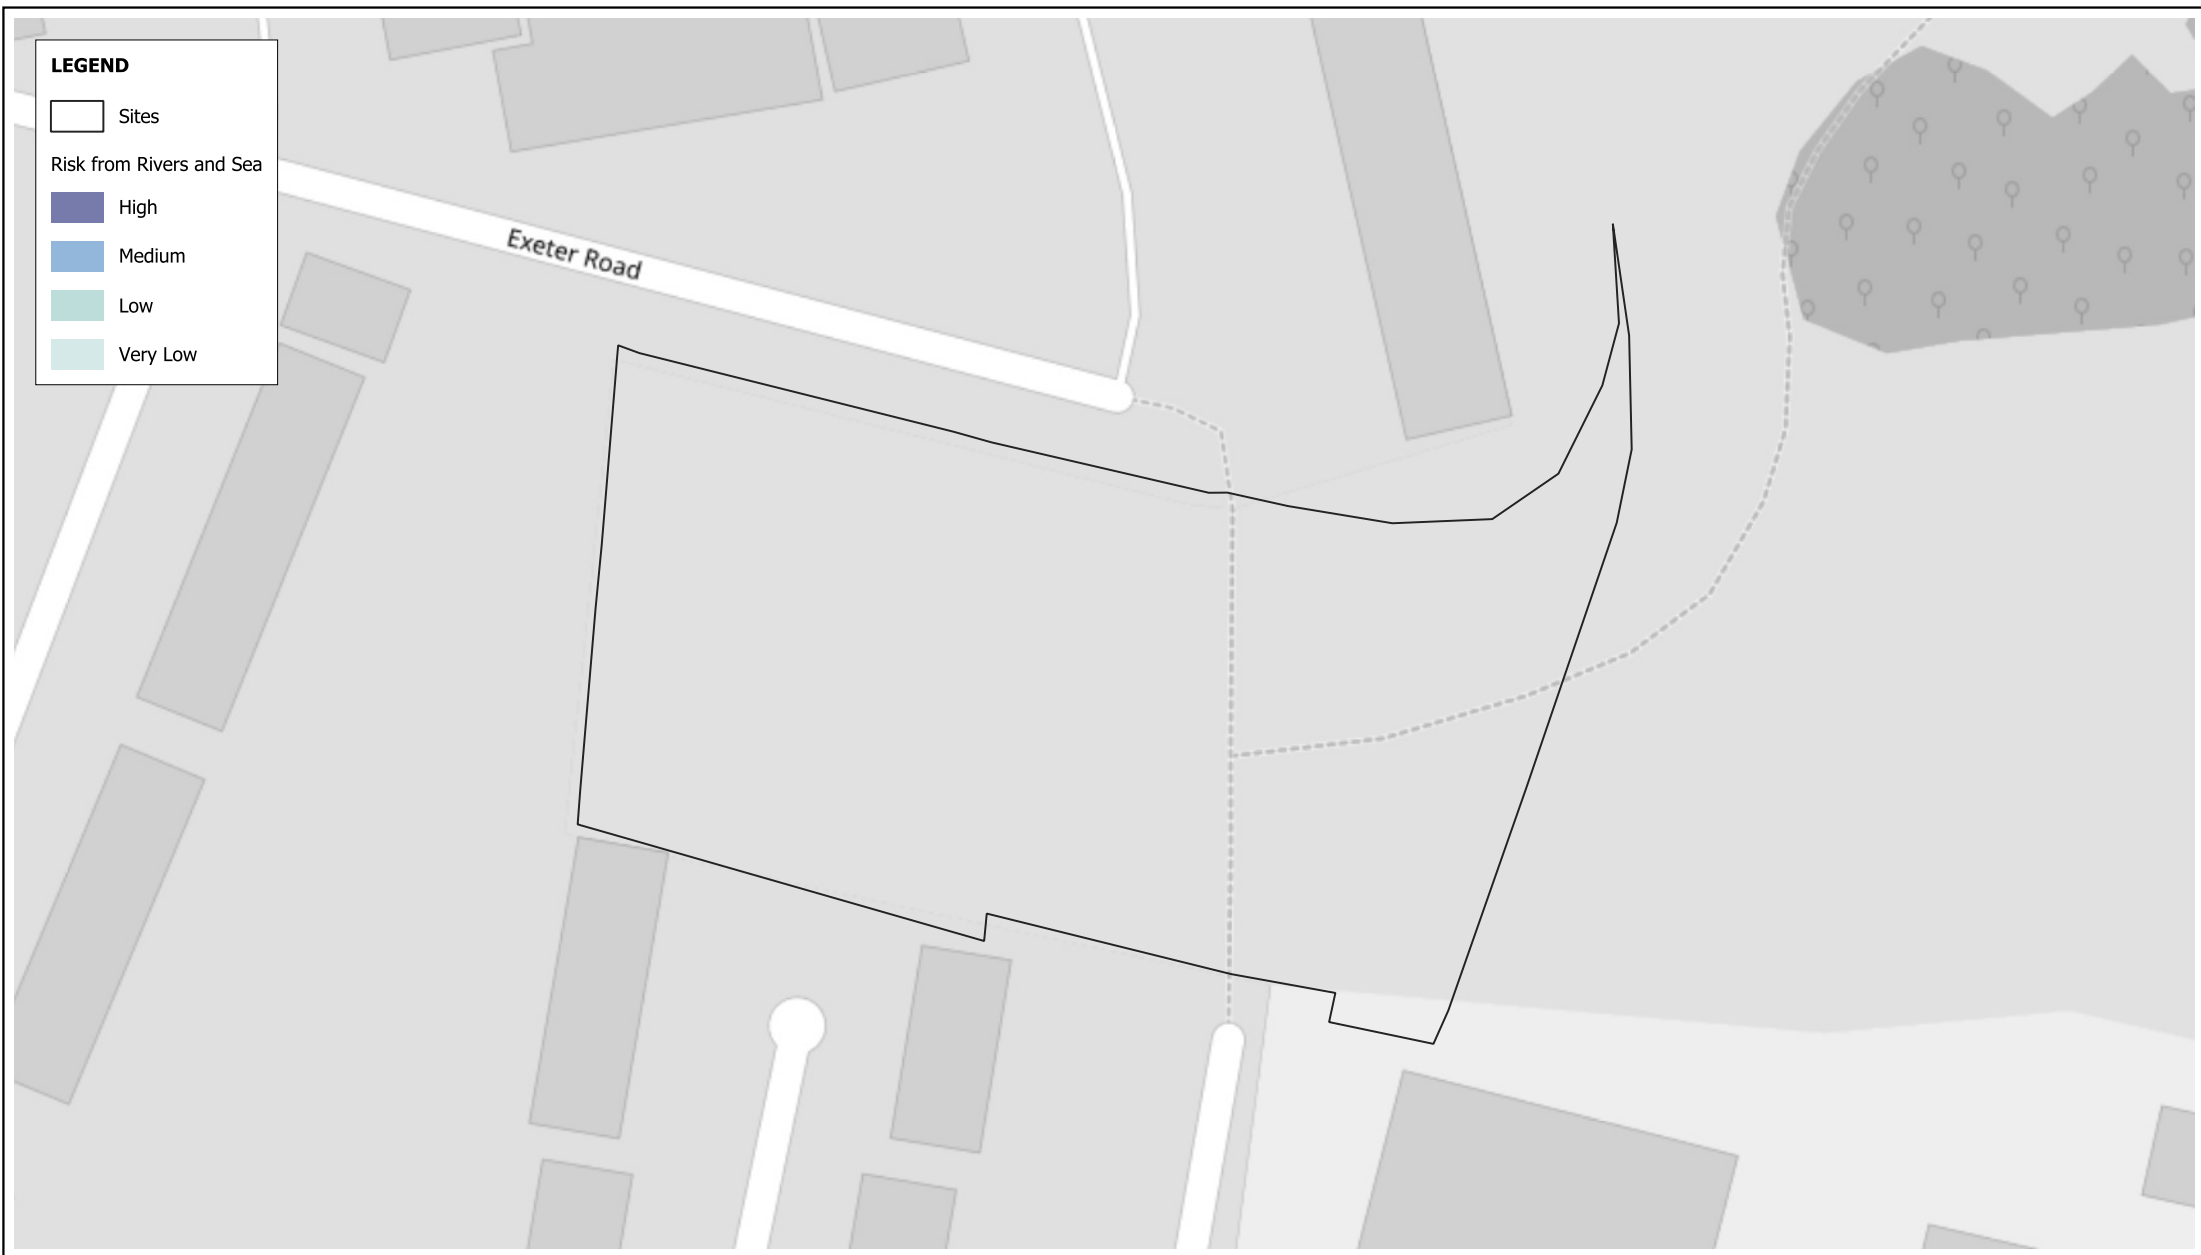 LEGEND
Sites
Risk from Rivers and Sea
High
Medium
Low
Very Low
Exeter Road